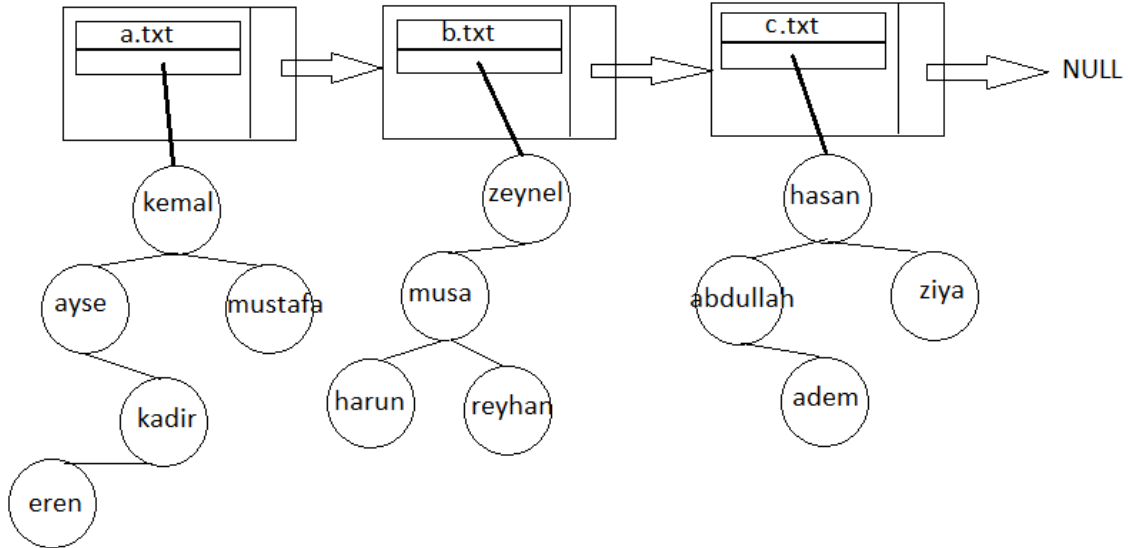 a.txt
b.txt
c.txt
NULL
kemal
zeynel
hasan
ayse
mustafa
musa
abdullah
ziya
kadir
harun
reyhan
adem
eren